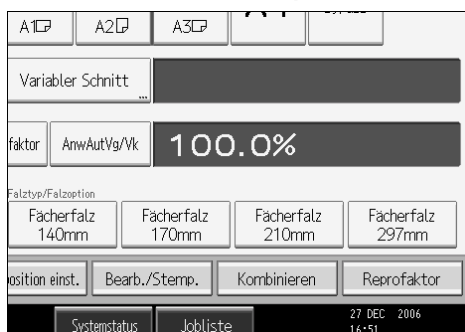 A1 A2 A3
Variabler Schnitt ...
faktor AnwAutVg/Vk 100.0%
Falztyp/Falzoption
Fächerfalz Fächerfalz Fächerfalz Fächerfalz
140mm 170mm 210mm 297mm
osition einst. Bearb./Stemp. Kombinieren Reprofaktor
Systemstatus Jobliste 27 DEC 2006
16:51